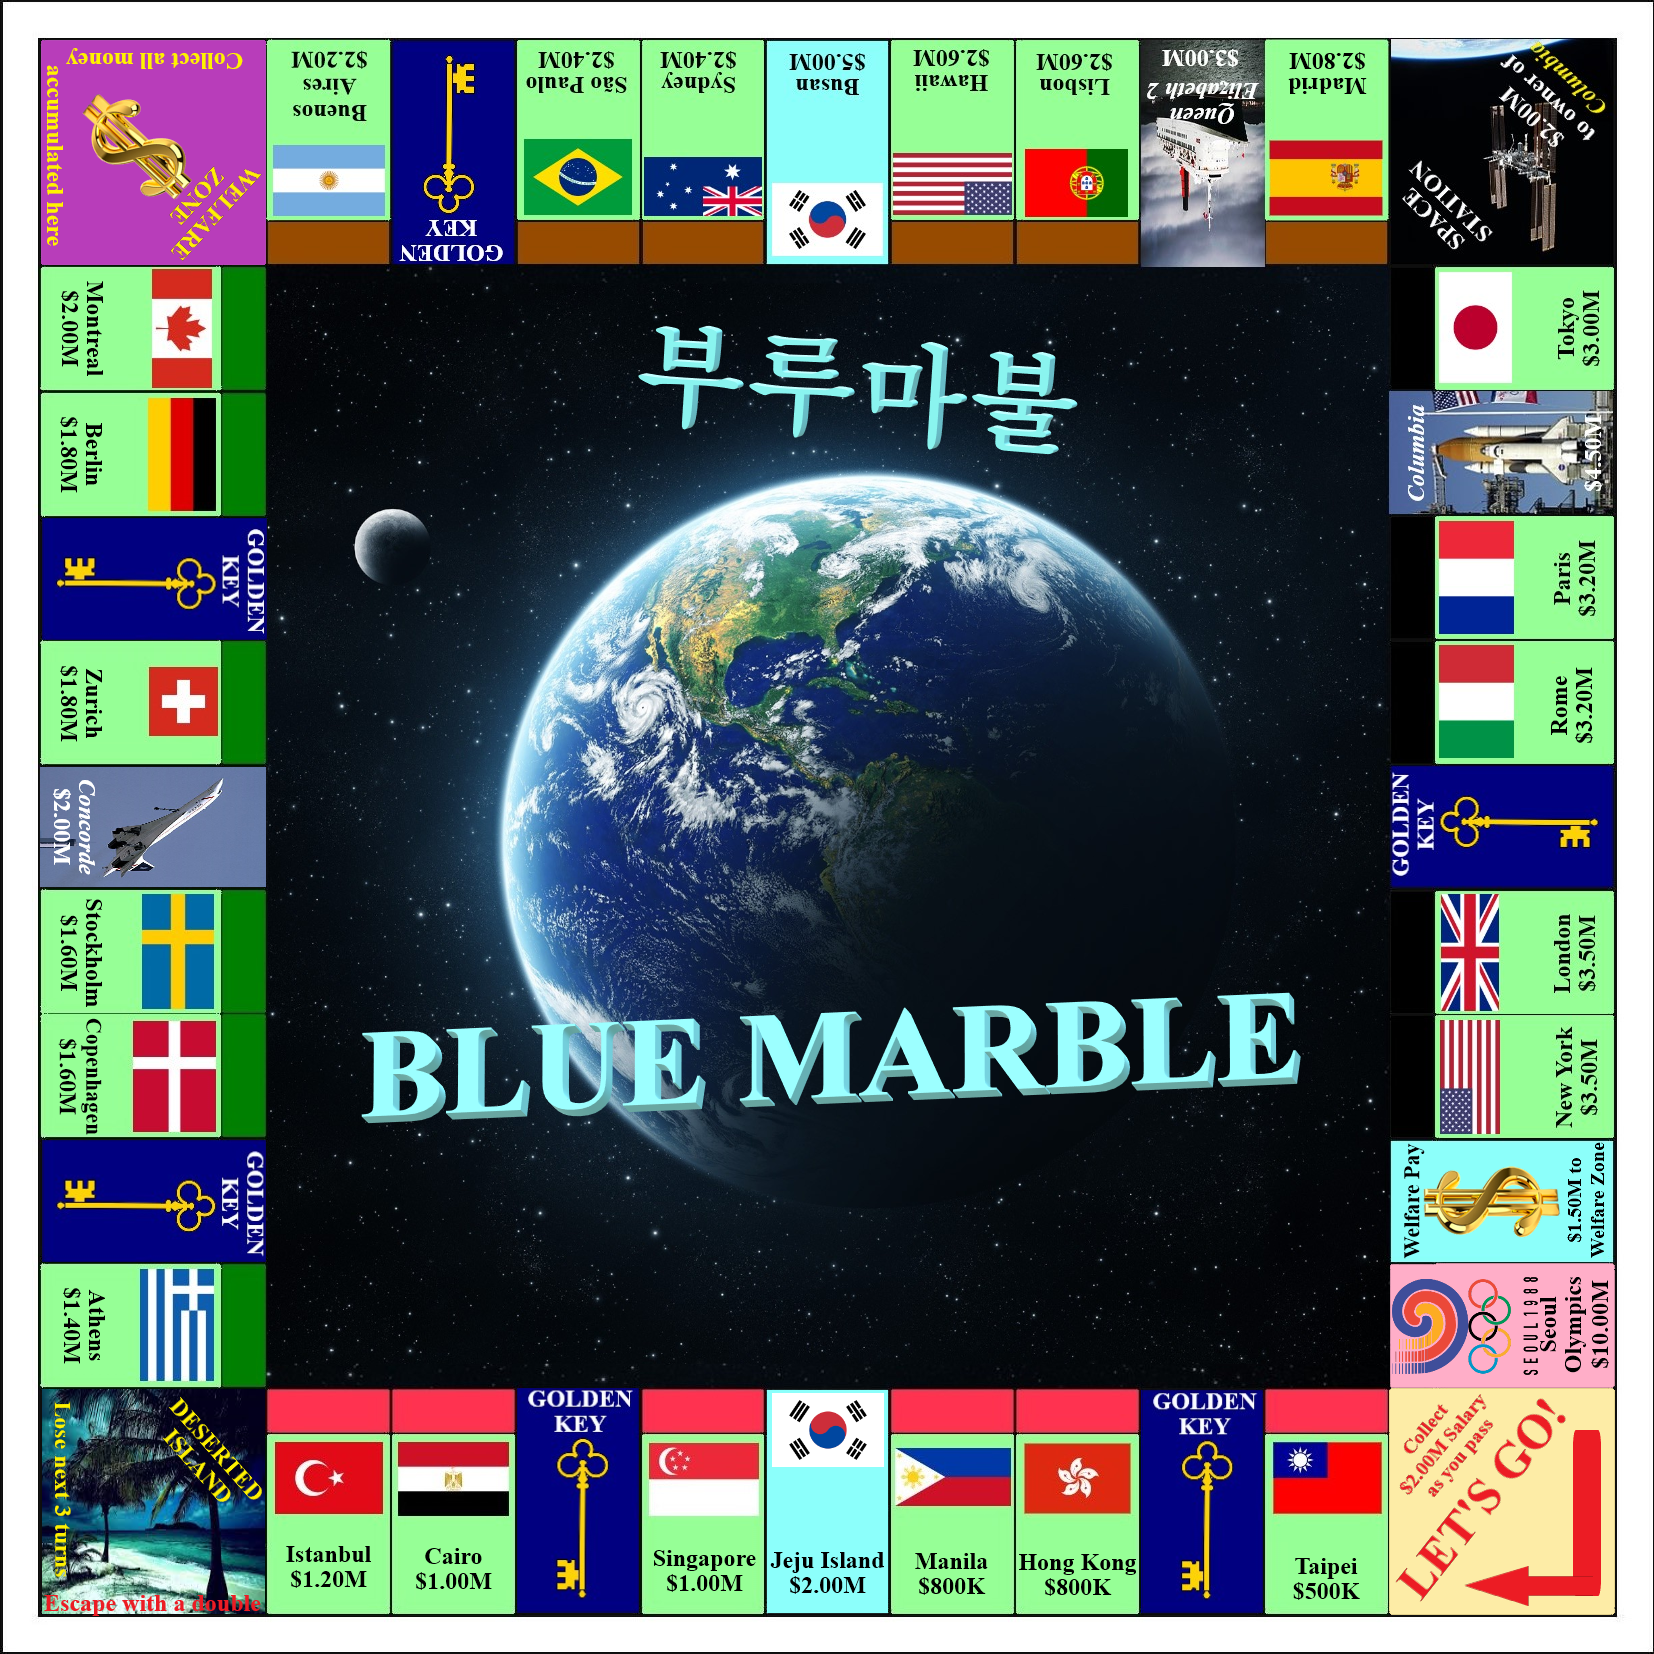 Collect all money
accumulated here
WELFARE
ZONE
Buenos
Aires
$2.20M
GOLDEN
KEY
São Paulo
$2.40M
Sydney
$2.40M
Busan
$5.00M
Hawaii
$2.60M
Lisbon
$2.60M
Queen
Elizabeth 2
$3.00M
Madrid
$2.80M
SPACE
STATION
$2.00M
to owner of
Columbia
Tokyo
$3.00M
Columbia
$4.50M
Paris
$3.20M
Rome
$3.20M
GOLDEN
KEY
London
$3.50M
New York
$3.50M
Welfare Pay
$1.50M to
Welfare Zone
SEOUL 1988
Seoul
Olympics
$10.00M
Collect
$2.00M Salary
as you pass
LET'S GO!
Taipei
$500K
GOLDEN
KEY
Hong Kong
$800K
Manila
$800K
Jeju Island
$2.00M
Singapore
$1.00M
GOLDEN
KEY
Cairo
$1.00M
Istanbul
$1.20M
DESERTED
ISLAND
Lose next 3 turns
Escape with a double
Athens
$1.40M
GOLDEN
KEY
Copenhagen
$1.60M
Stockholm
$1.60M
Concorde
$2.00M
Zurich
$1.80M
GOLDEN
KEY
Berlin
$1.80M
Montreal
$2.00M
부루마불
BLUE MARBLE